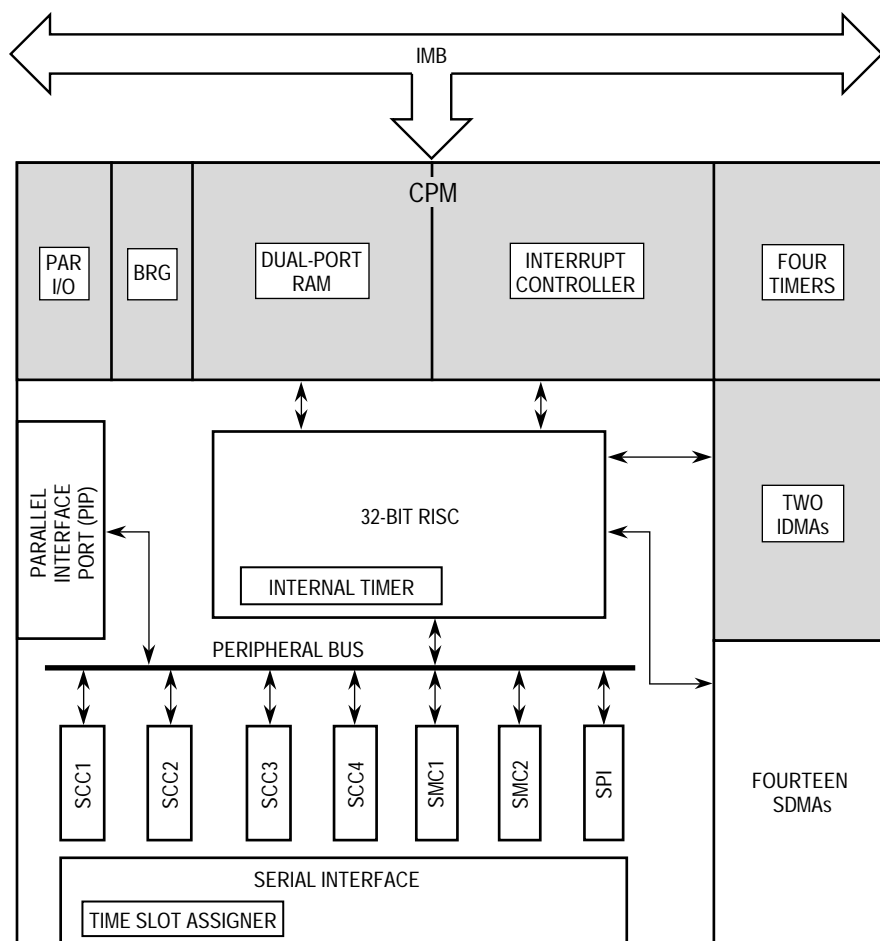 IMB
CPM
PAR
I/O
BRG
DUAL-PORT
RAM
INTERRUPT
CONTROLLER
FOUR
TIMERS
PARALLEL
INTERFACE
PORT (PIP)
32-BIT RISC
INTERNAL TIMER
TWO
IDMAs
PERIPHERAL BUS
SCC1
SCC2
SCC3
SCC4
SMC1
SMC2
SPI
FOURTEEN
SDMAs
SERIAL INTERFACE
TIME SLOT ASSIGNER